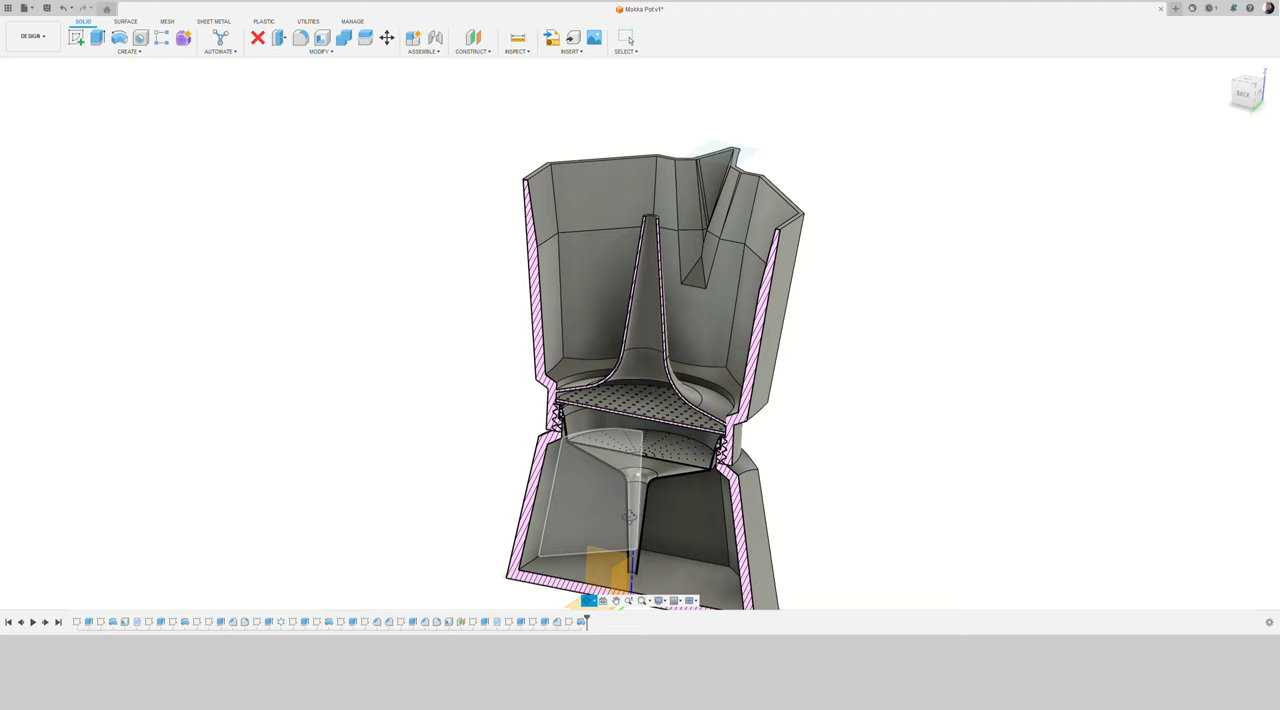 Mokka Pot v1*
SOLID SURFACE MESH SHEET METAL PLASTIC UTILITIES MANAGE
DESIGN
CREATE AUTOMATE MODIFY ASSEMBLE CONSTRUCT INSPECT INSERT SELECT
Z
BACK